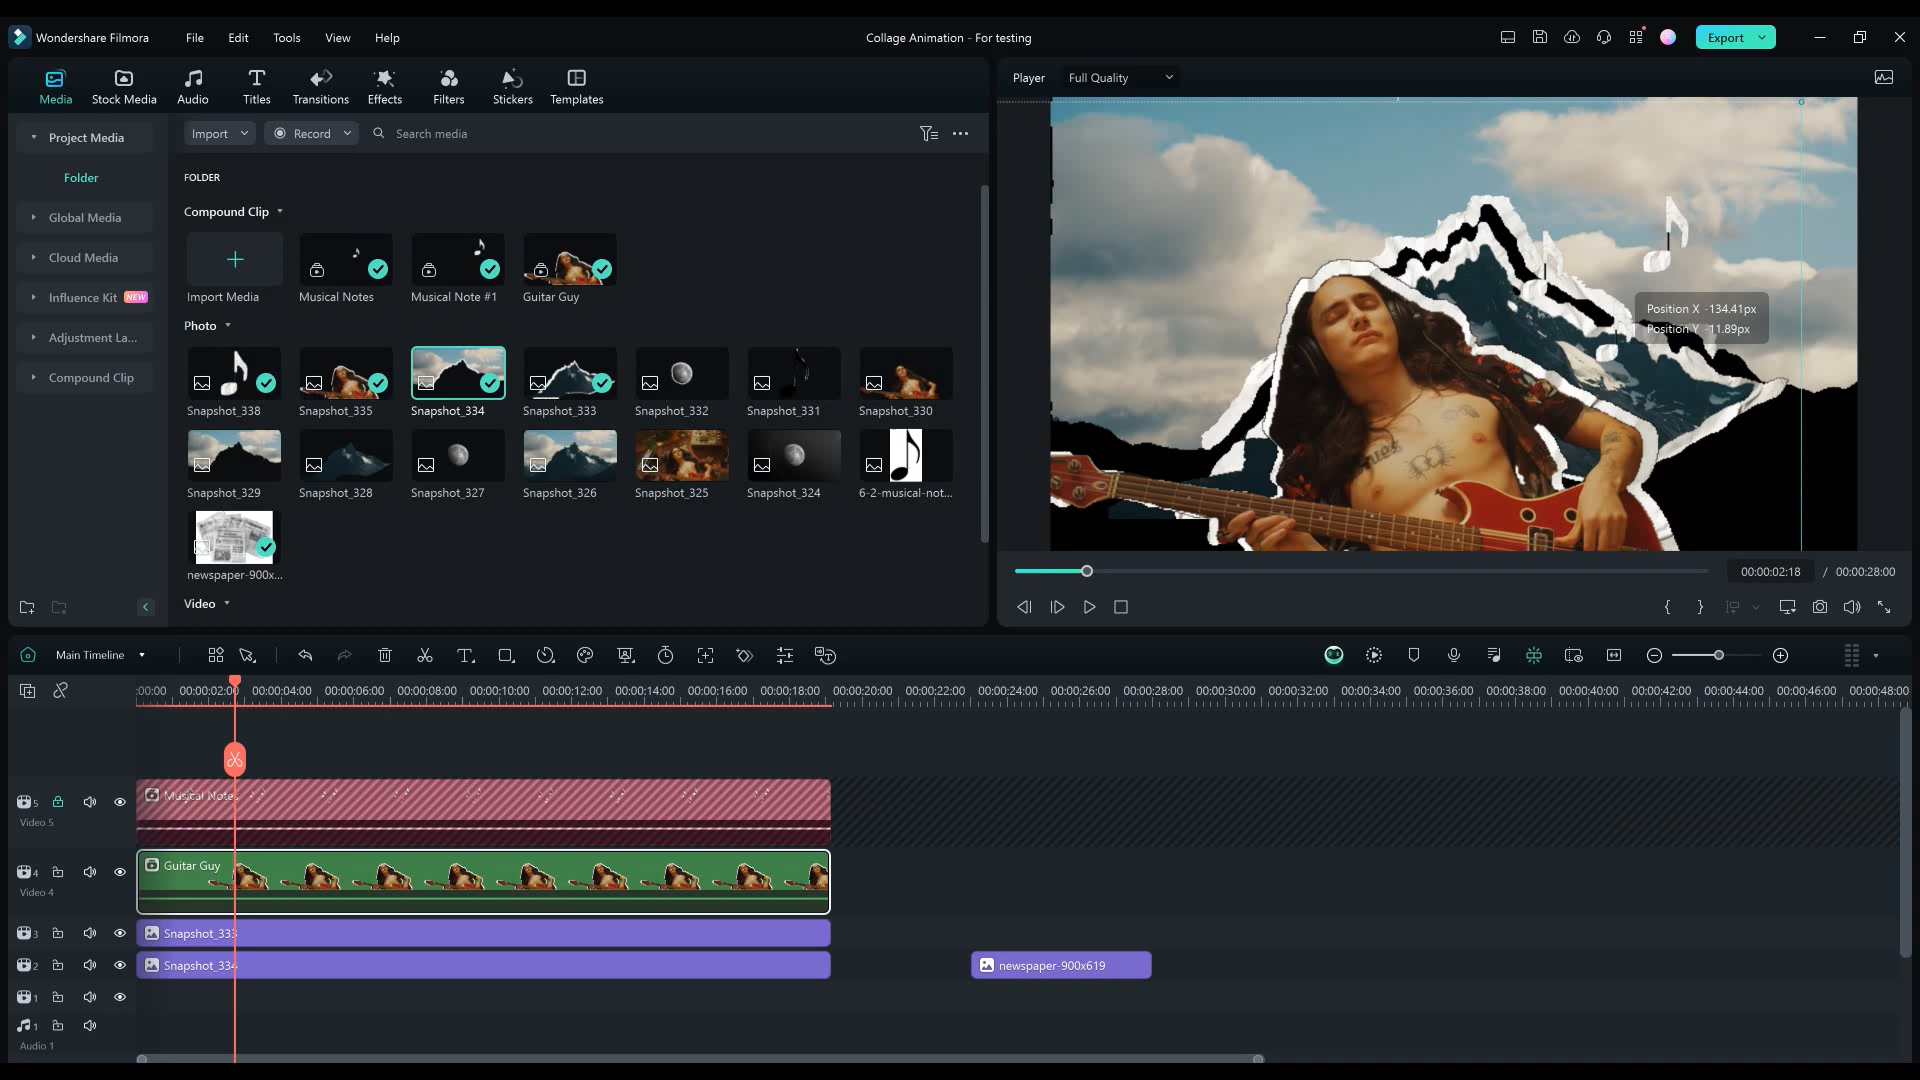 Wondershare Filmora File Edit Tools View Help Collage Animation - For testing Export
Media Stock Media Audio Titles Transitions Effects Filters Stickers Templates
Player Full Quality
Project Media
Folder
Global Media
Cloud Media
Influence Kit NEW
Adjustment La...
Compound Clip
Import Record Search media
FOLDER
Compound Clip
Import Media Musical Notes Musical Note #1 Guitar Guy
Photo
Snapshot_338 Snapshot_335 Snapshot_334 Snapshot_333 Snapshot_332 Snapshot_331 Snapshot_330
Snapshot_329 Snapshot_328 Snapshot_327 Snapshot_326 Snapshot_325 Snapshot_324 6-2-musical-not...
newspaper-900x...
Video
Position X -134.41px
Position Y -11.89px
00:00:02:18 / 00:00:28:00
Main Timeline
:00:00 00:00:02:00 00:00:04:00 00:00:06:00 00:00:08:00 00:00:10:00 00:00:12:00 00:00:14:00 00:00:16:00 00:00:18:00 00:00:20:00 00:00:22:00 00:00:24:00 00:00:26:00 00:00:28:00 00:00:30:00 00:00:32:00 00:00:34:00 00:00:36:00 00:00:38:00 00:00:40:00 00:00:42:00 00:00:44:00 00:00:46:00 00:00:48:00
5 Musical Notes
Video 5
4 Guitar Guy
Video 4
3 Snapshot_333
2 Snapshot_334 newspaper-900x619
1
1
Audio 1